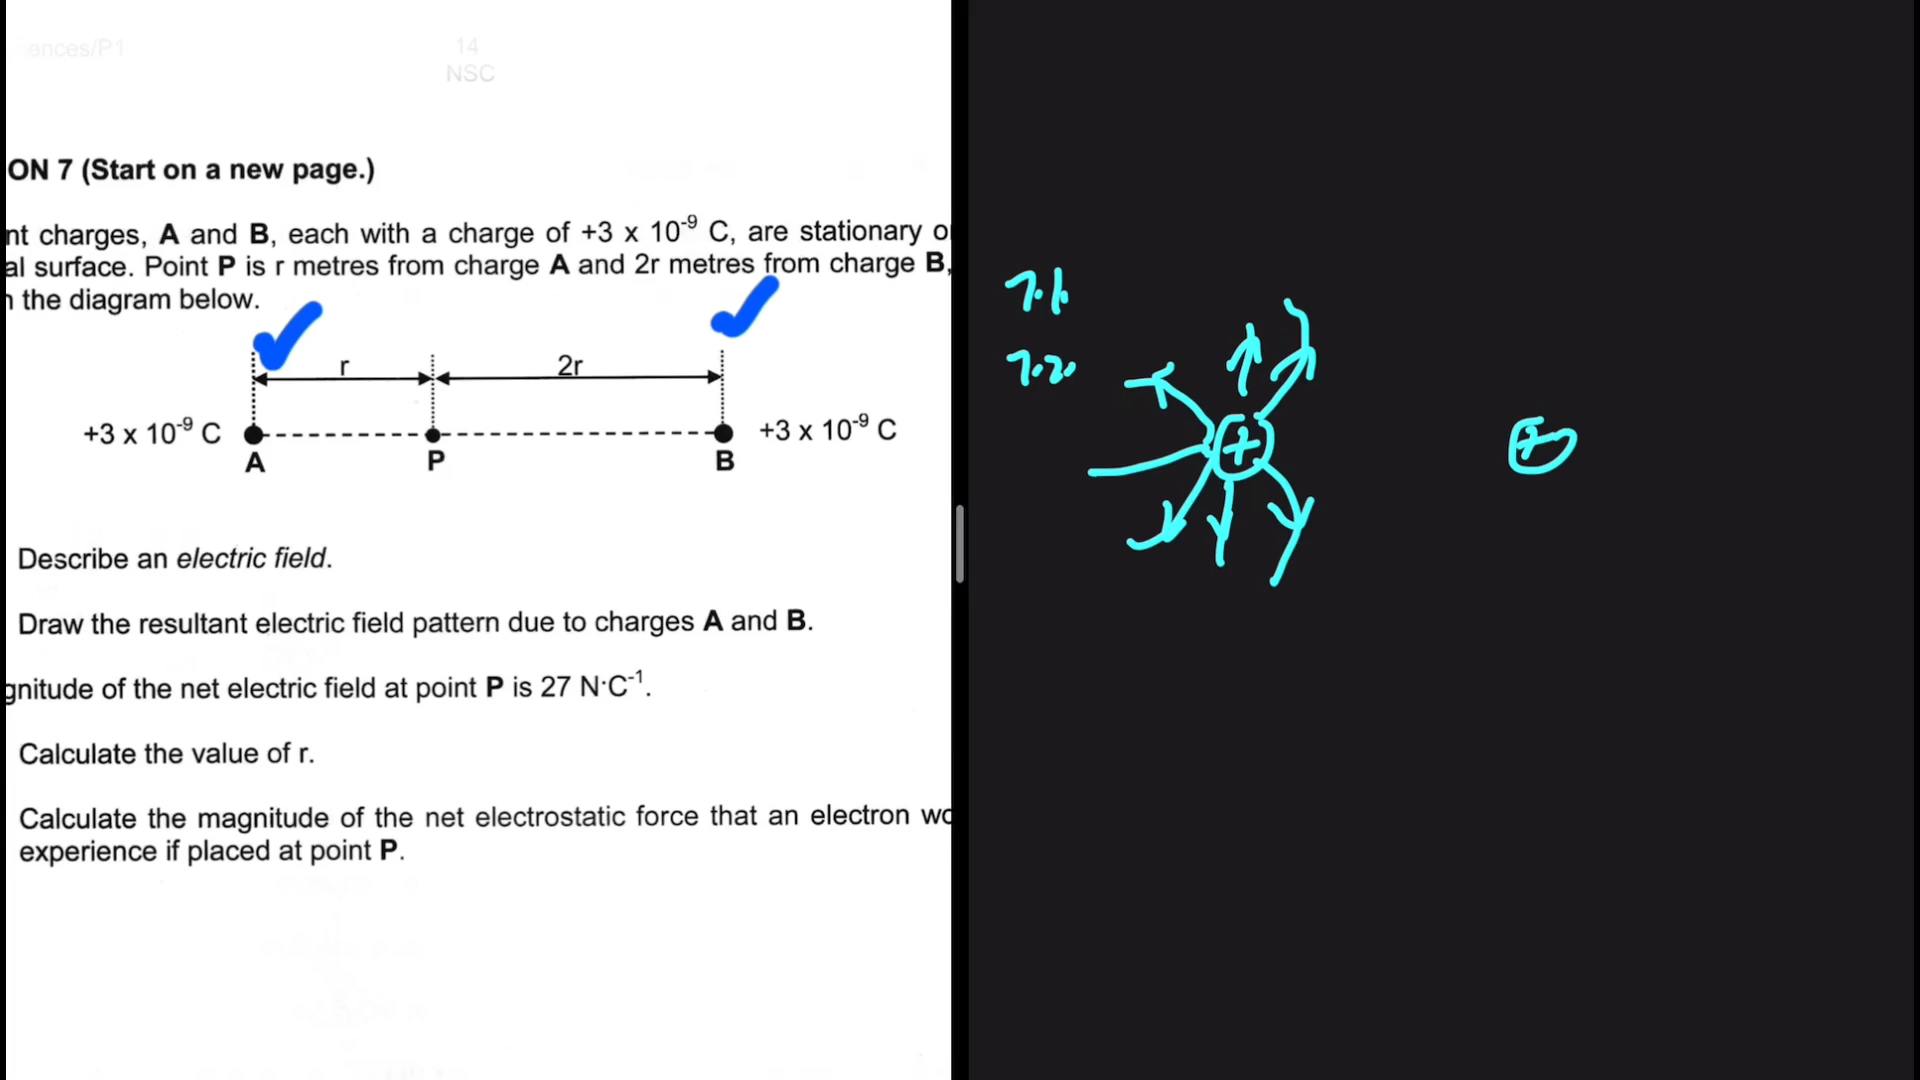 ences/P1
14
NSC
ON 7 (Start on a new page.)
nt charges, A and B, each with a charge of +3 x 10⁻⁹ C, are stationary o
al surface. Point P is r metres from charge A and 2r metres from charge B,
the diagram below.
r 2r
+3 x 10⁻⁹ C +3 x 10⁻⁹ C
A P B
Describe an electric field.
Draw the resultant electric field pattern due to charges A and B.
gnitude of the net electric field at point P is 27 N·C⁻¹.
Calculate the value of r.
Calculate the magnitude of the net electrostatic force that an electron wo
experience if placed at point P.
7.1
7.2.
+ +